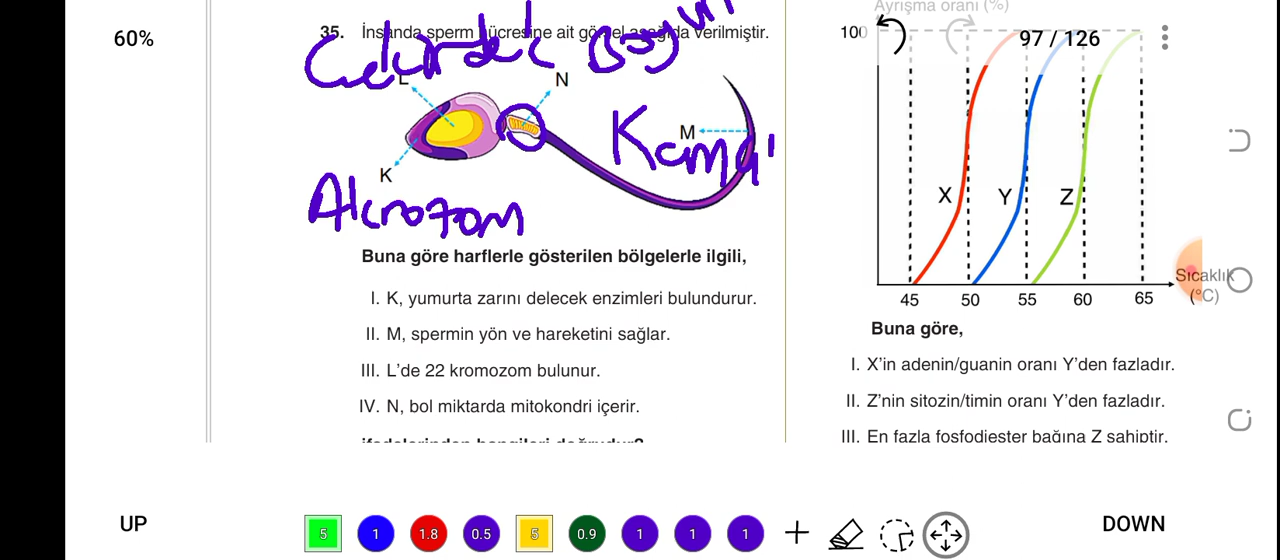 60%
35. İnsanda sperm hücresine ait görsel aşağıda verilmiştir.
Çekirdek Boyun
L
N
M
Kamçı
K
Akrozom
Buna göre harflerle gösterilen bölgelerle ilgili,
I. K, yumurta zarını delecek enzimleri bulundurur.
II. M, spermin yön ve hareketini sağlar.
III. L’de 22 kromozom bulunur.
IV. N, bol miktarda mitokondri içerir.
ifadelerinden hangileri doğrudur?
Ayrışma oranı (%)
100
97 / 126
X Y Z
45 50 55 60 65
Sıcaklık
(°C)
Buna göre,
I. X’in adenin/guanin oranı Y’den fazladır.
II. Z’nin sitozin/timin oranı Y’den fazladır.
III. En fazla fosfodiester bağına Z sahiptir.
UP
5 1 1.8 0.5 5 0.9 1 1 1
DOWN